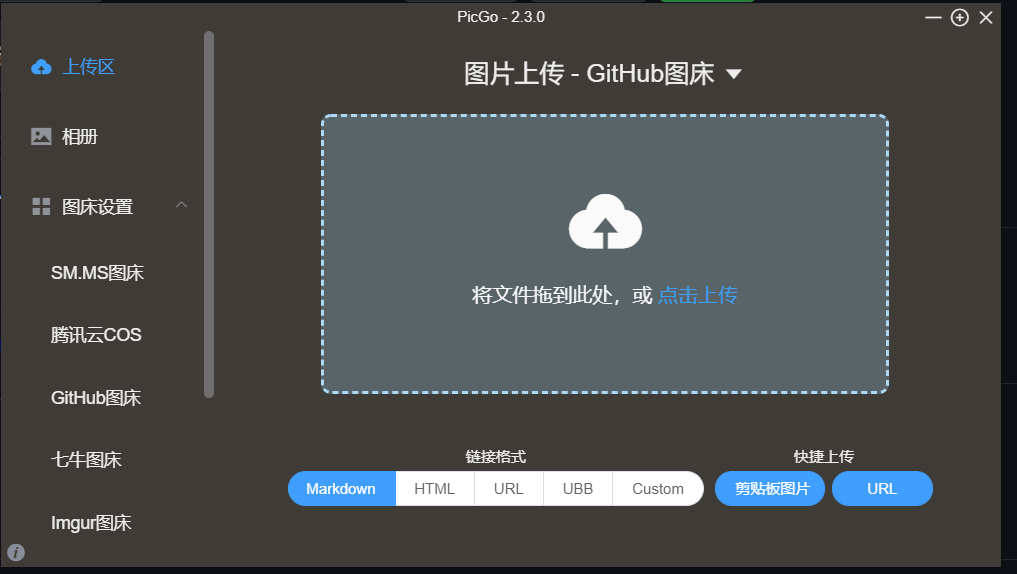 PicGo - 2.3.0
上传区
相册
图床设置
SM.MS图床
腾讯云COS
GitHub图床
七牛图床
Imgur图床
图片上传 - GitHub图床
将文件拖到此处，或 点击上传
链接格式
Markdown HTML URL UBB Custom
快捷上传
剪贴板图片 URL